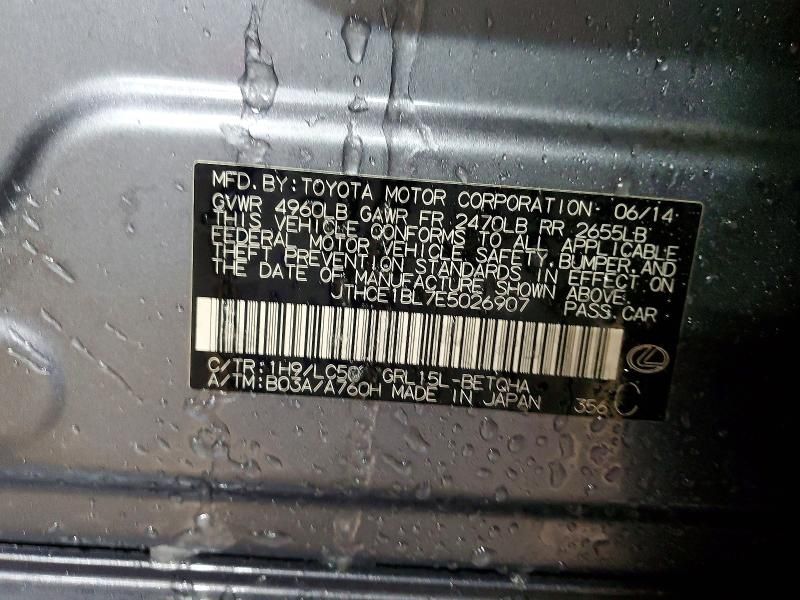 MFD. BY: TOYOTA MOTOR CORPORATION 06/14
GVWR 4960LB GAWR FR 2470LB RR 2655LB
THIS VEHICLE CONFORMS TO ALL APPLICABLE
FEDERAL MOTOR VEHICLE SAFETY, BUMPER, AND
THEFT PREVENTION STANDARDS IN EFFECT ON
THE DATE OF MANUFACTURE SHOWN ABOVE.
JTHCE1BL7E5026907 PASS. CAR
C/TR: 1H9/LC50 GRL15L-BETQHA
A/TM: B03A/A760H MADE IN JAPAN 356 C